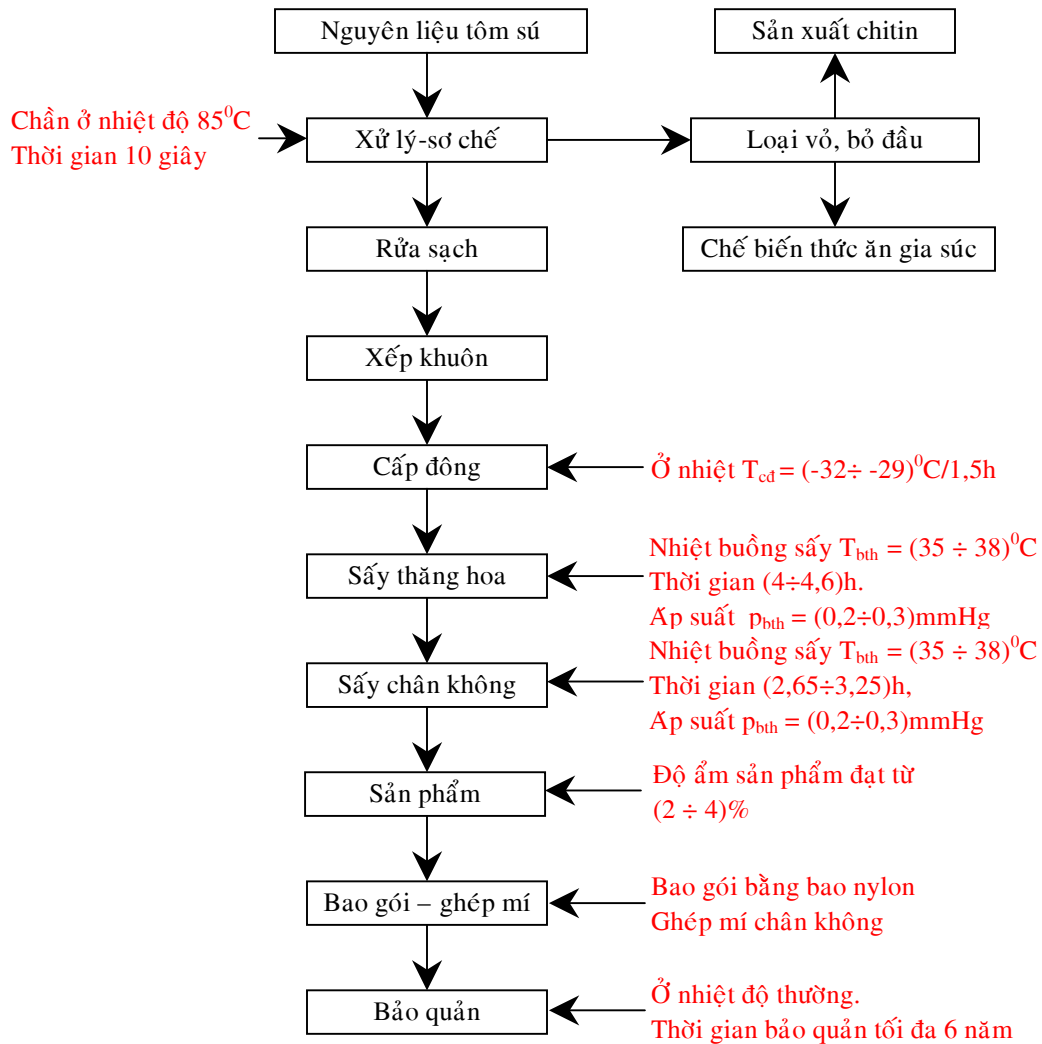 Nguyên liệu tôm sú
Sản xuất chitin
Chần ở nhiệt độ 85⁰C
Thời gian 10 giây
Xử lý-sơ chế
Loại vỏ, bỏ đầu
Rửa sạch
Chế biến thức ăn gia súc
Xếp khuôn
Cấp đông
Ở nhiệt Tcđ = (-32÷ -29)⁰C/1,5h
Sấy thăng hoa
Nhiệt buồng sấy Tbth = (35 ÷ 38)⁰C
Thời gian (4÷4,6)h.
Áp suất pbth = (0,2÷0,3)mmHg
Sấy chân không
Nhiệt buồng sấy Tbth = (35 ÷ 38)⁰C
Thời gian (2,65÷3,25)h,
Áp suất pbth = (0,2÷0,3)mmHg
Sản phẩm
Độ ẩm sản phẩm đạt từ
(2 ÷ 4)%
Bao gói – ghép mí
Bao gói bằng bao nylon
Ghép mí chân không
Bảo quản
Ở nhiệt độ thường.
Thời gian bảo quản tối đa 6 năm